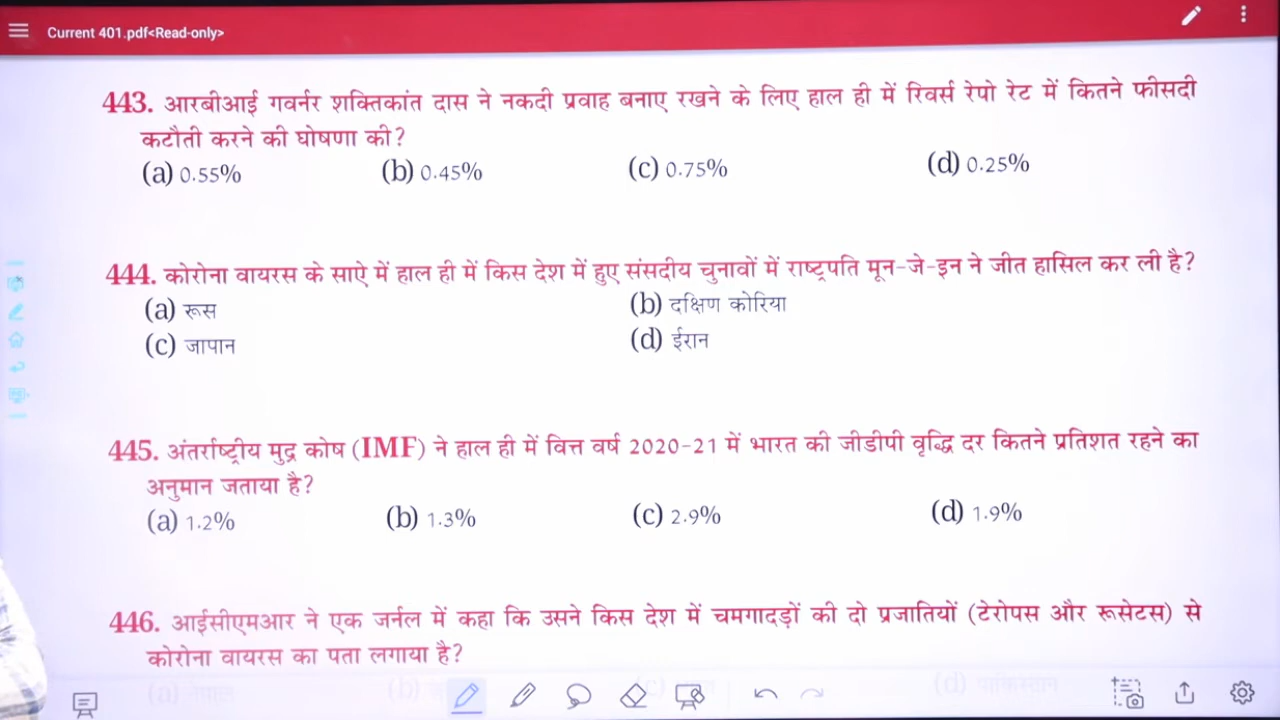 Current 401.pdf<Read-only>
443. आरबीआई गवर्नर शक्तिकांत दास ने नकदी प्रवाह बनाए रखने के लिए हाल ही में रिवर्स रेपो रेट में कितने फीसदी
कटौती करने की घोषणा की?
(a) 0.55% (b) 0.45% (c) 0.75% (d) 0.25%
444. कोरोना वायरस के साऐ में हाल ही में किस देश में हुए संसदीय चुनावों में राष्ट्रपति मून-जे-इन ने जीत हासिल कर ली है?
(a) रूस (b) दक्षिण कोरिया
(c) जापान (d) ईरान
445. अंतर्राष्ट्रीय मुद्र कोष (IMF) ने हाल ही में वित्त वर्ष 2020-21 में भारत की जीडीपी वृद्धि दर कितने प्रतिशत रहने का
अनुमान जताया है?
(a) 1.2% (b) 1.3% (c) 2.9% (d) 1.9%
446. आईसीएमआर ने एक जर्नल में कहा कि उसने किस देश में चमगादड़ों की दो प्रजातियों (टेरोपस और रूसेटस) से
कोरोना वायरस का पता लगाया है?
(a) नेपाल (b) (c) (d) पाकिस्तान